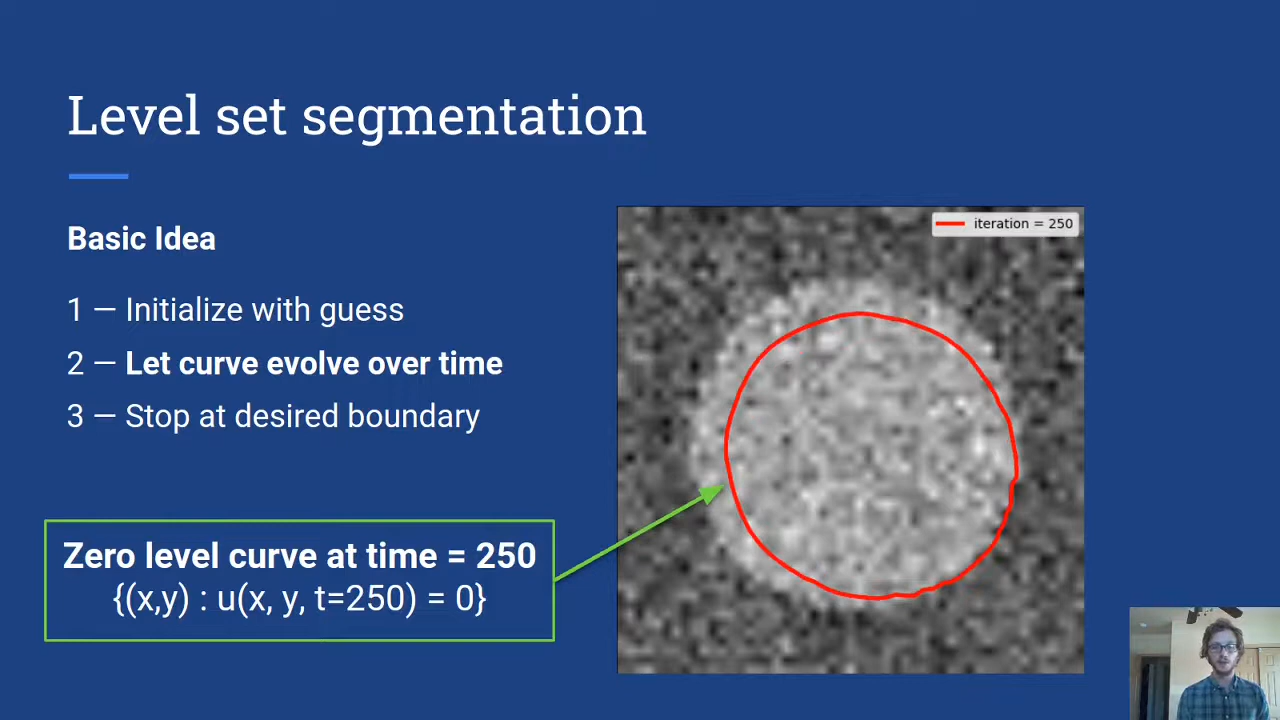 Level set segmentation
Basic Idea
1 — Initialize with guess
2 — Let curve evolve over time
3 — Stop at desired boundary
Zero level curve at time = 250
{(x,y) : u(x, y, t=250) = 0}
iteration = 250